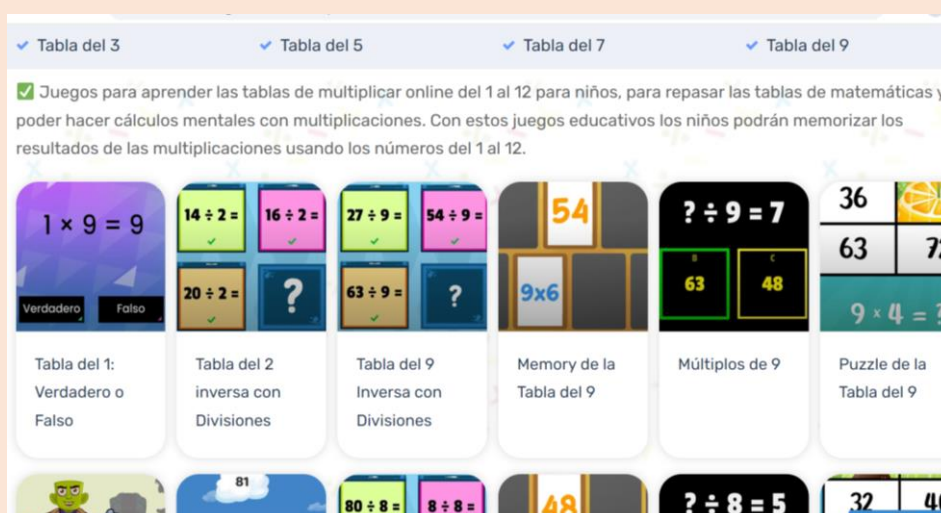 Tabla del 3
Tabla del 5
Tabla del 7
Tabla del 9
✅ Juegos para aprender las tablas de multiplicar online del 1 al 12 para niños, para repasar las tablas de matemáticas y
poder hacer cálculos mentales con multiplicaciones. Con estos juegos educativos los niños podrán memorizar los
resultados de las multiplicaciones usando los números del 1 al 12.
1 × 9 = 9
Verdadero Falso
Tabla del 1:
Verdadero o
Falso
14 ÷ 2 = 16 ÷ 2 =
20 ÷ 2 = ?
Tabla del 2
inversa con
Divisiones
27 ÷ 9 = 54 ÷ 9 =
63 ÷ 9 = ?
Tabla del 9
Inversa con
Divisiones
54
9x6
Memory de la
Tabla del 9
? ÷ 9 = 7
B C
63 48
Múltiplos de 9
36
63
9 × 4 = ?
Puzzle de la
Tabla del 9
81
80 ÷ 8 = 8 ÷ 8 =
48
? ÷ 8 = 5
32